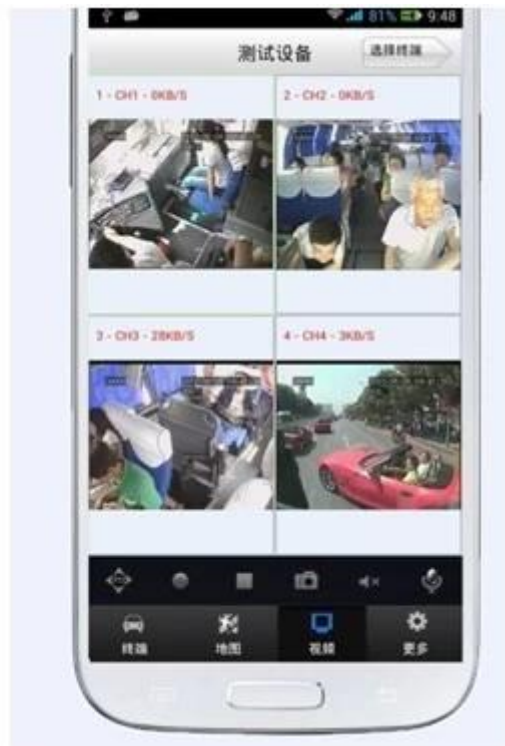 81% 9:48
测试设备
选择终端
1 - CH1 - 0KB/S
2 - CH2 - 0KB/S
3 - CH3 - 28KB/S
4 - CH4 - 3KB/S
终端
地图
视频
更多